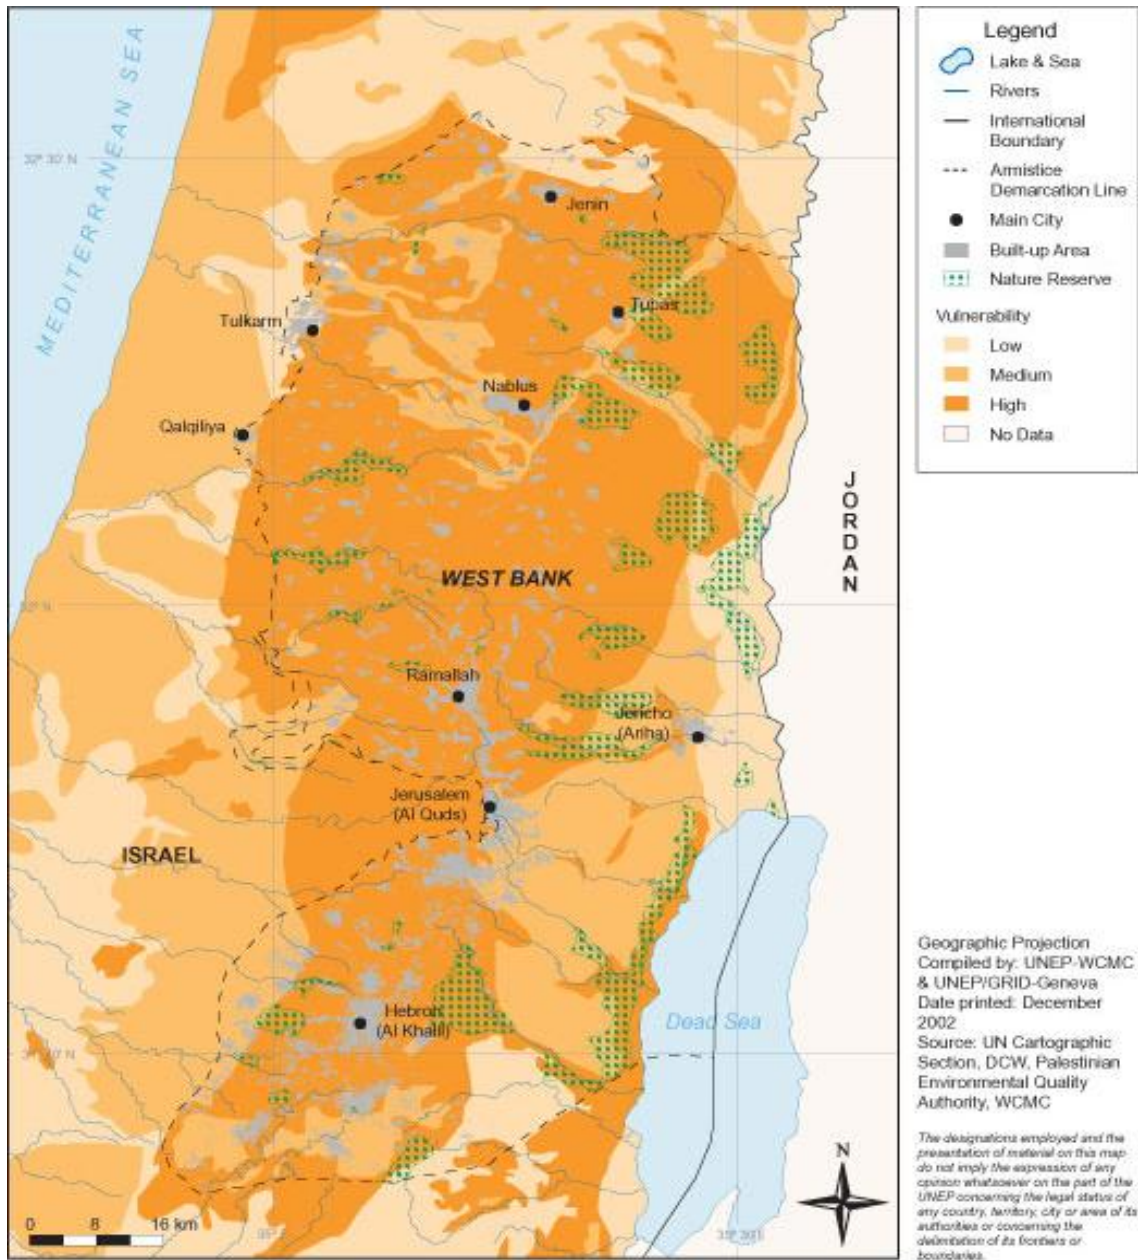 MEDITERRANEAN SEA
32° 30' N
Jenin
Tubas
Tulkarm
Nablus
Qalqiliya
JORDAN
WEST BANK
Ramallah
Jericho
(Ariha)
Jerusalem
(Al Quds)
ISRAEL
Hebron
(Al Khalil)
Dead Sea
N
0 8 16 km
Legend
Lake & Sea
Rivers
International
Boundary
Armistice
Demarcation Line
Main City
Built-up Area
Nature Reserve
Vulnerability
Low
Medium
High
No Data
Geographic Projection
Compiled by: UNEP-WCMC
& UNEP/GRID-Geneva
Date printed: December
2002
Source: UN Cartographic
Section, DCW, Palestinian
Environmental Quality
Authority, WCMC
The designations employed and the
presentation of material on this map
do not imply the expression of any
opinion whatsoever on the part of the
UNEP concerning the legal status of
any country, territory, city or area of its
authorities or concerning the
delimitation of its frontiers or
boundaries.